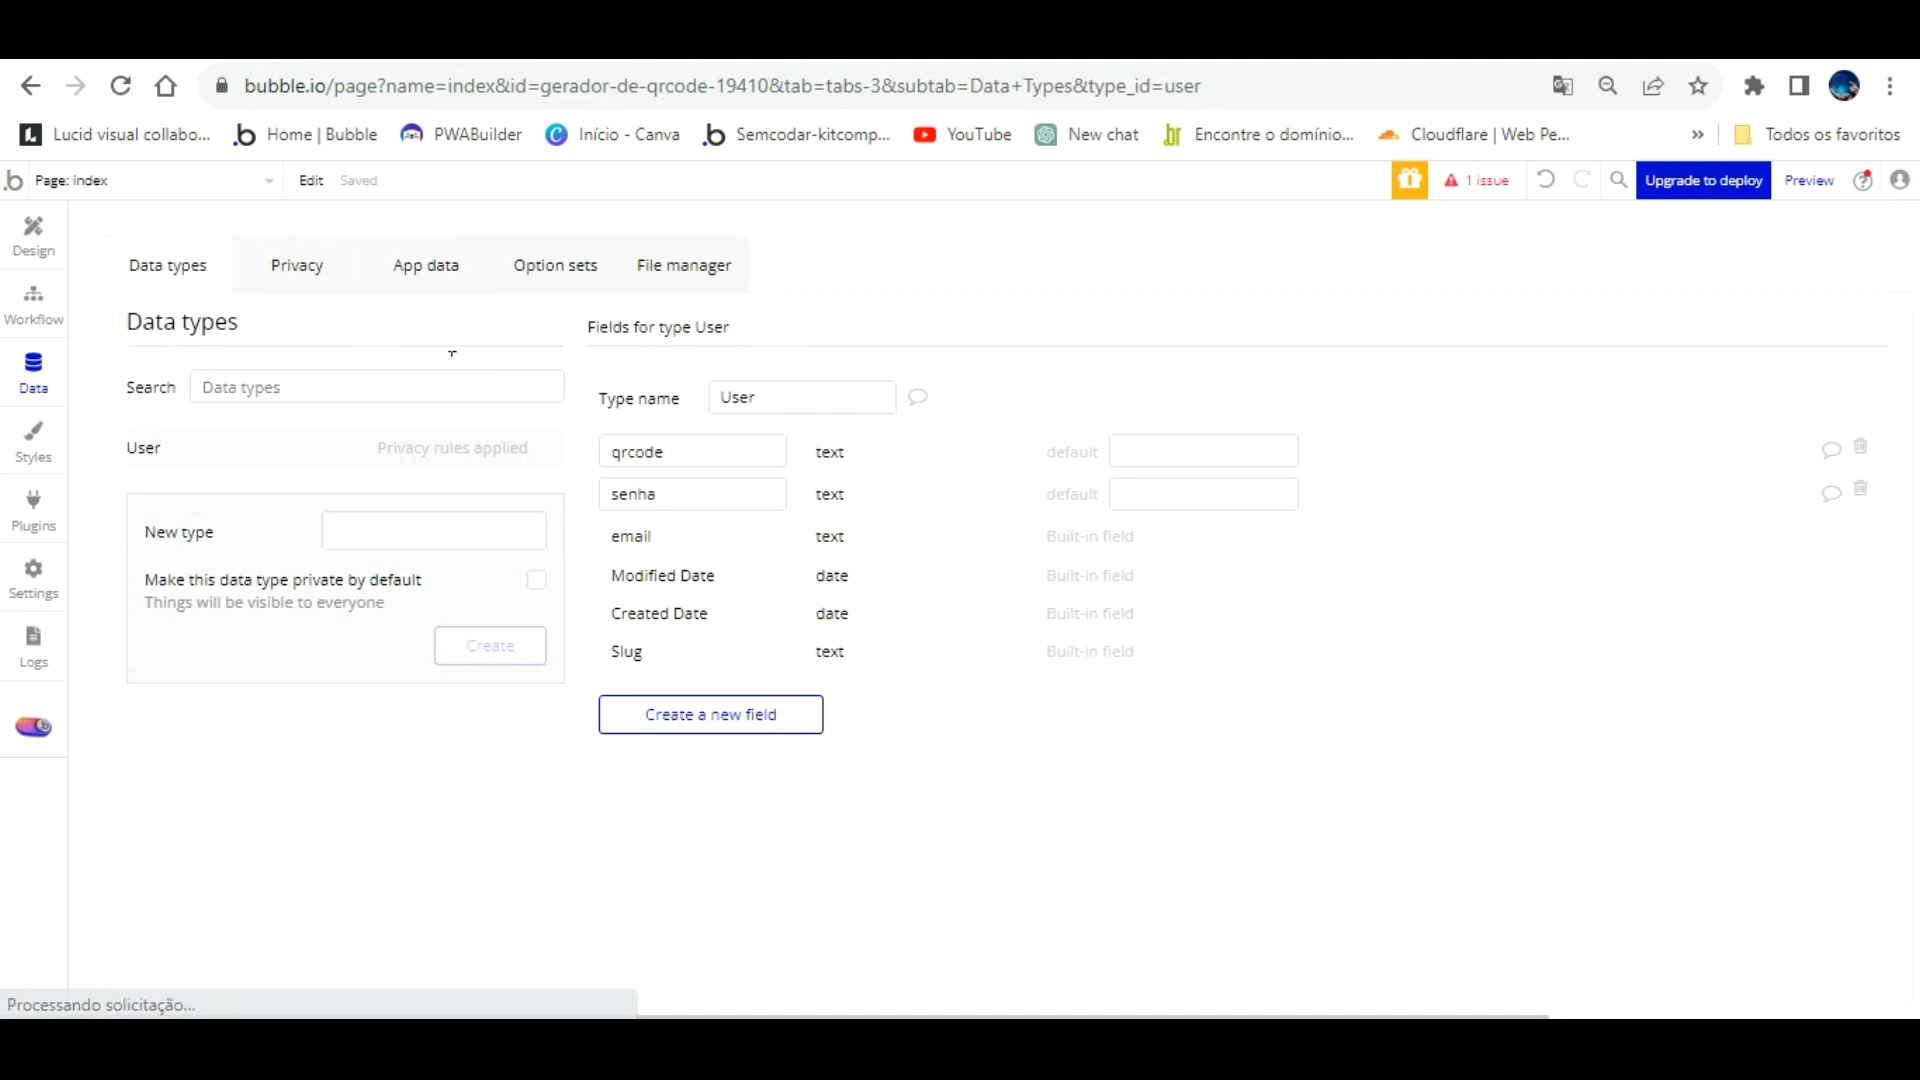 bubble.io/page?name=index&id=gerador-de-qrcode-19410&tab=tabs-3&subtab=Data+Types&type_id=user
Lucid visual collabo... Home | Bubble PWABuilder Início - Canva Semcodar-kitcomp... YouTube New chat Encontre o domínio... Cloudflare | Web Pe... » Todos os favoritos
Page: index Edit Saved 1 issue Upgrade to deploy Preview
Design
Workflow
Data
Styles
Plugins
Settings
Logs
Data types Privacy App data Option sets File manager
Data types
Search Data types
User Privacy rules applied
New type
Make this data type private by default
Things will be visible to everyone
Create
Fields for type User
Type name User
qrcode text default
senha text default
email text Built-in field
Modified Date date Built-in field
Created Date date Built-in field
Slug text Built-in field
Create a new field
Processando solicitação...